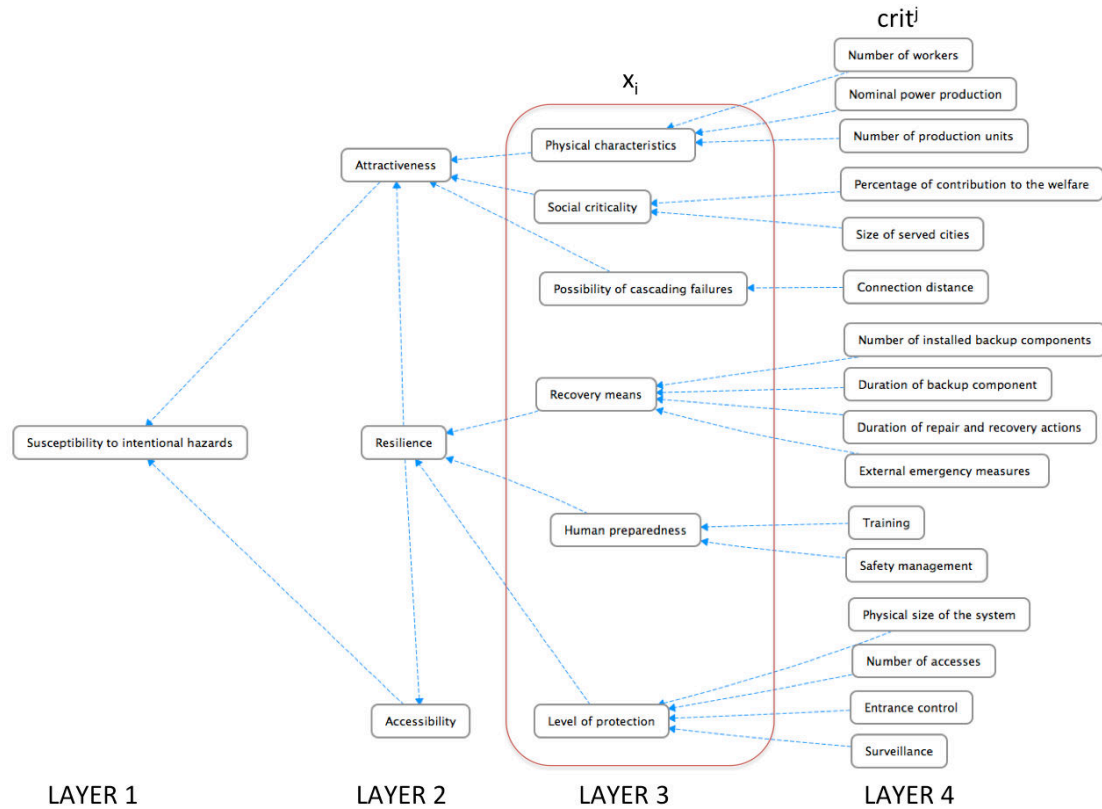 crit^j
x_i
Number of workers
Nominal power production
Physical characteristics
Number of production units
Attractiveness
Percentage of contribution to the welfare
Social criticality
Size of served cities
Possibility of cascading failures
Connection distance
Number of installed backup components
Recovery means
Duration of backup component
Susceptibility to intentional hazards
Resilience
Duration of repair and recovery actions
External emergency measures
Human preparedness
Training
Safety management
Physical size of the system
Number of accesses
Accessibility
Level of protection
Entrance control
Surveillance
LAYER 1
LAYER 2
LAYER 3
LAYER 4